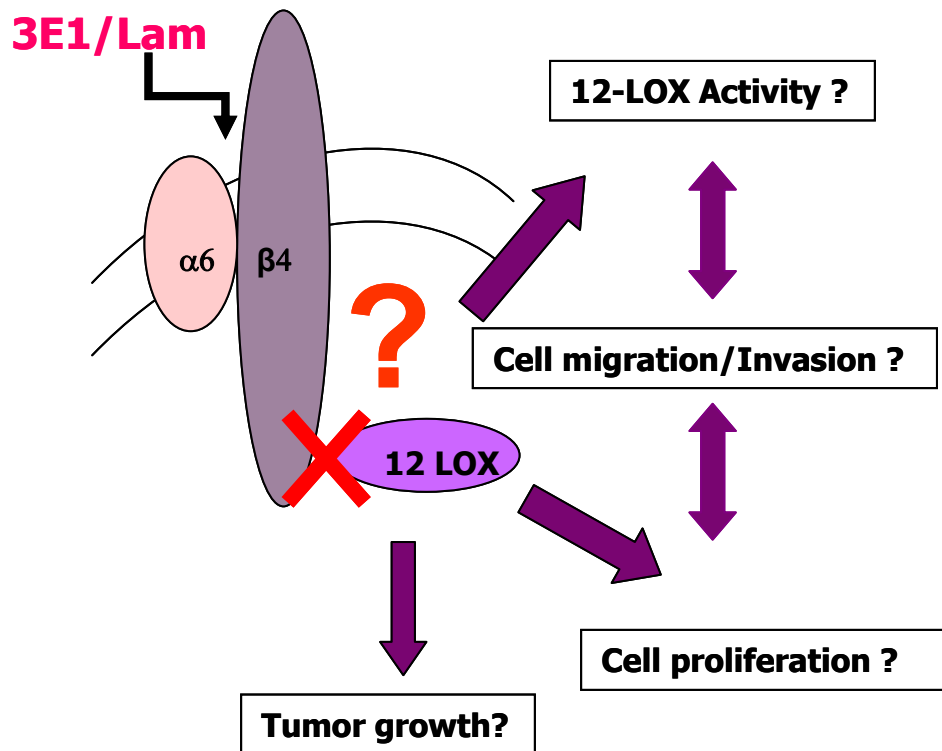 3E1/Lam
12-LOX Activity ?
α6
β4
?
Cell migration/Invasion ?
12 LOX
Cell proliferation ?
Tumor growth?